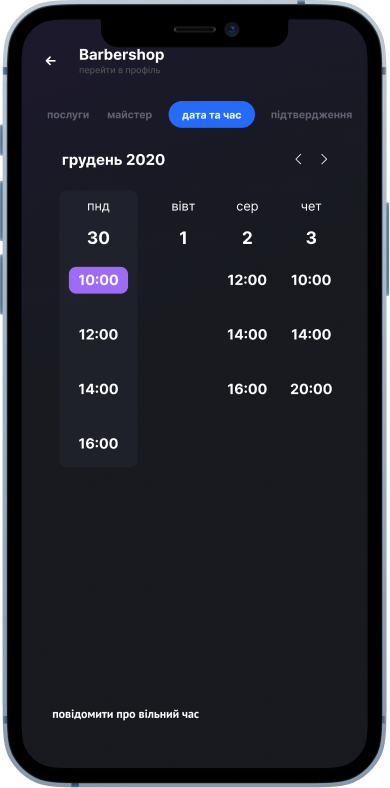 Barbershop
перейти в профіль
послуги майстер дата та час підтвердження
грудень 2020
пнд вівт сер чет
30 1 2 3
10:00 12:00 10:00
12:00 14:00 14:00
14:00 16:00 20:00
16:00
повідомити про вільний час